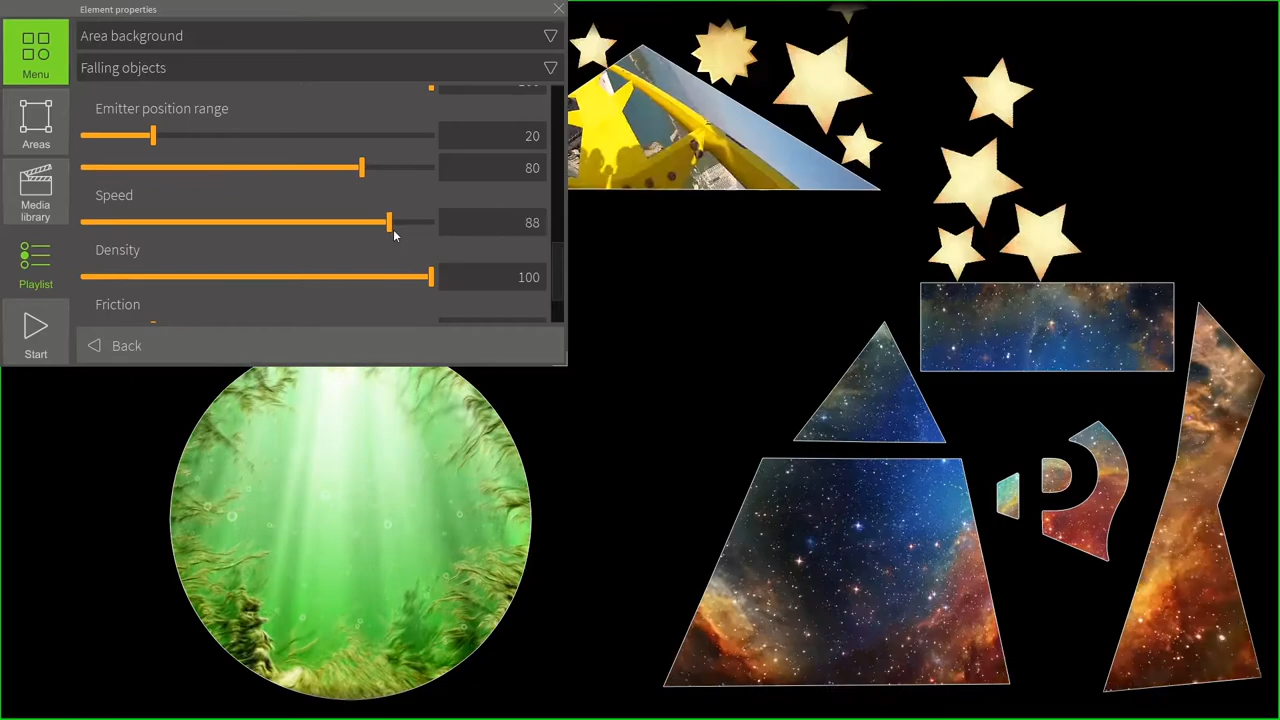 Element properties
Menu
Area background
Falling objects
Areas
Emitter position range
20
80
Media
library
Speed
88
Playlist
Density
100
Friction
Start
Back